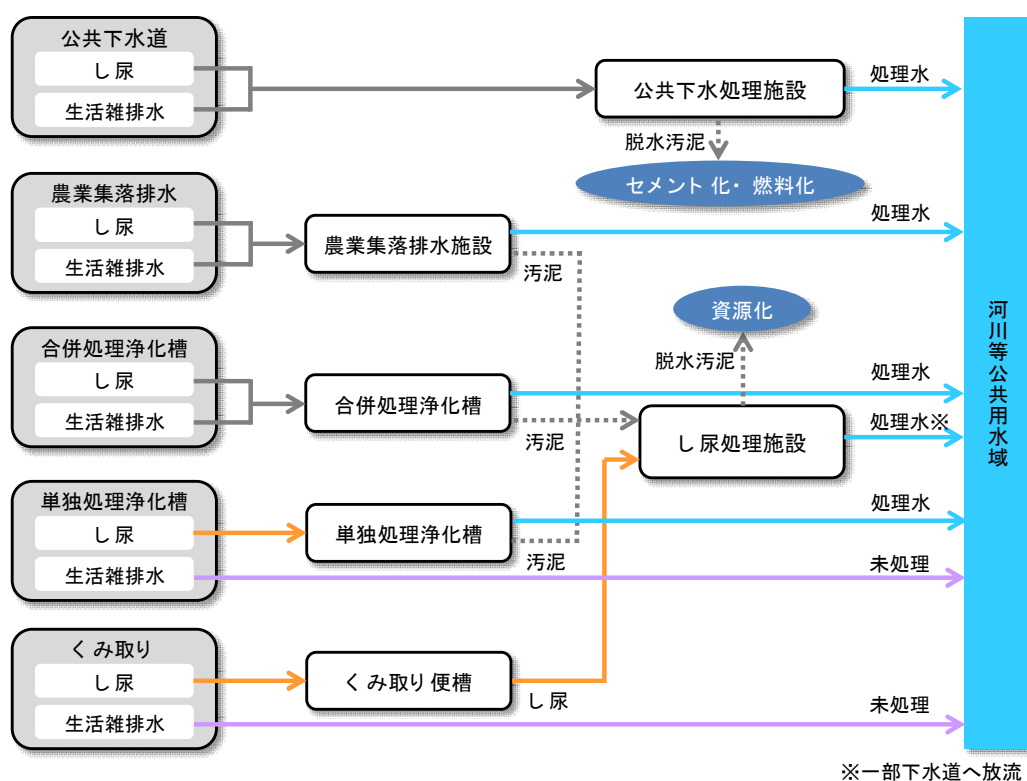 公共下水道
し尿
生活雑排水
公共下水処理施設
処理水
脱水汚泥
セメント化・燃料化
農業集落排水
し尿
生活雑排水
農業集落排水施設
処理水
汚泥
資源化
脱水汚泥
合併処理浄化槽
し尿
生活雑排水
合併処理浄化槽
処理水
汚泥
し尿処理施設
処理水※
単独処理浄化槽
し尿
生活雑排水
単独処理浄化槽
処理水
汚泥
未処理
くみ取り
し尿
生活雑排水
くみ取り便槽
し尿
未処理
河川等公共用水域
※一部下水道へ放流